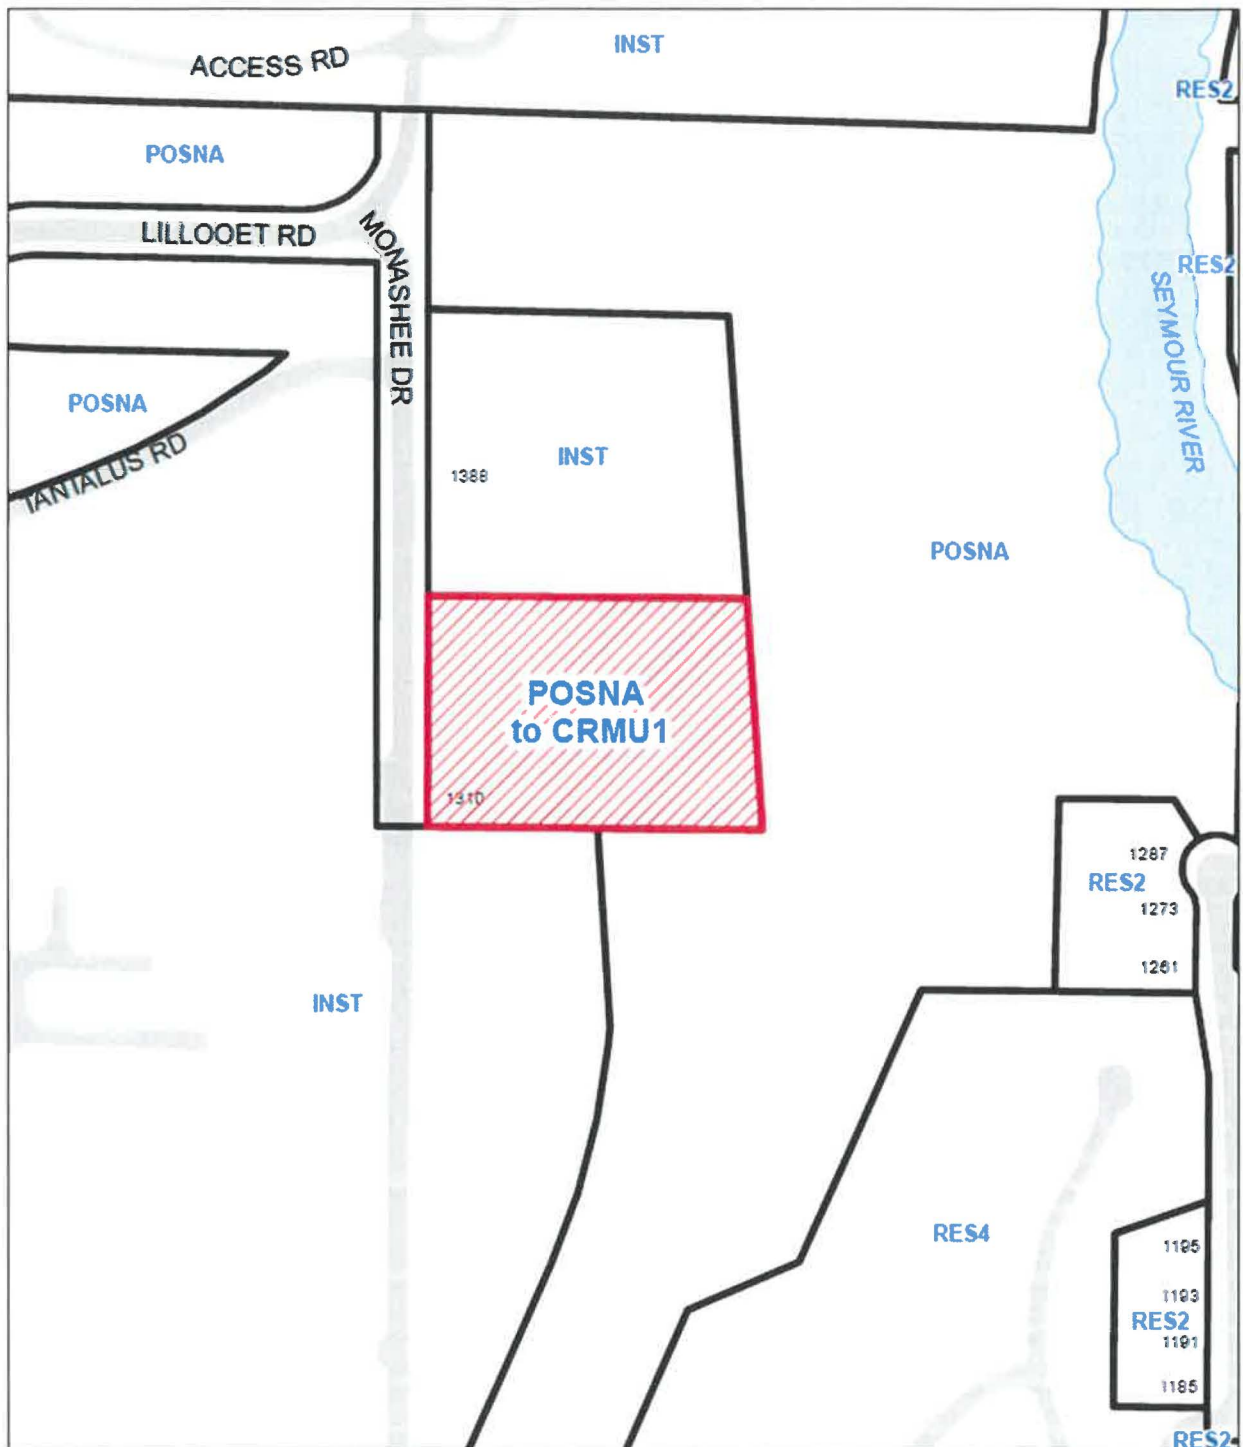 ACCESS RD
INST
RES2
POSNA
LILLOOET RD
MONASHEE DR
RES2
SEYMOUR RIVER
POSNA
TANTALUS RD
INST
1388
POSNA
POSNA
to CRMU1
1310
1287
RES2
1273
1261
INST
RES4
1195
1193
RES2
1191
1185
RES2